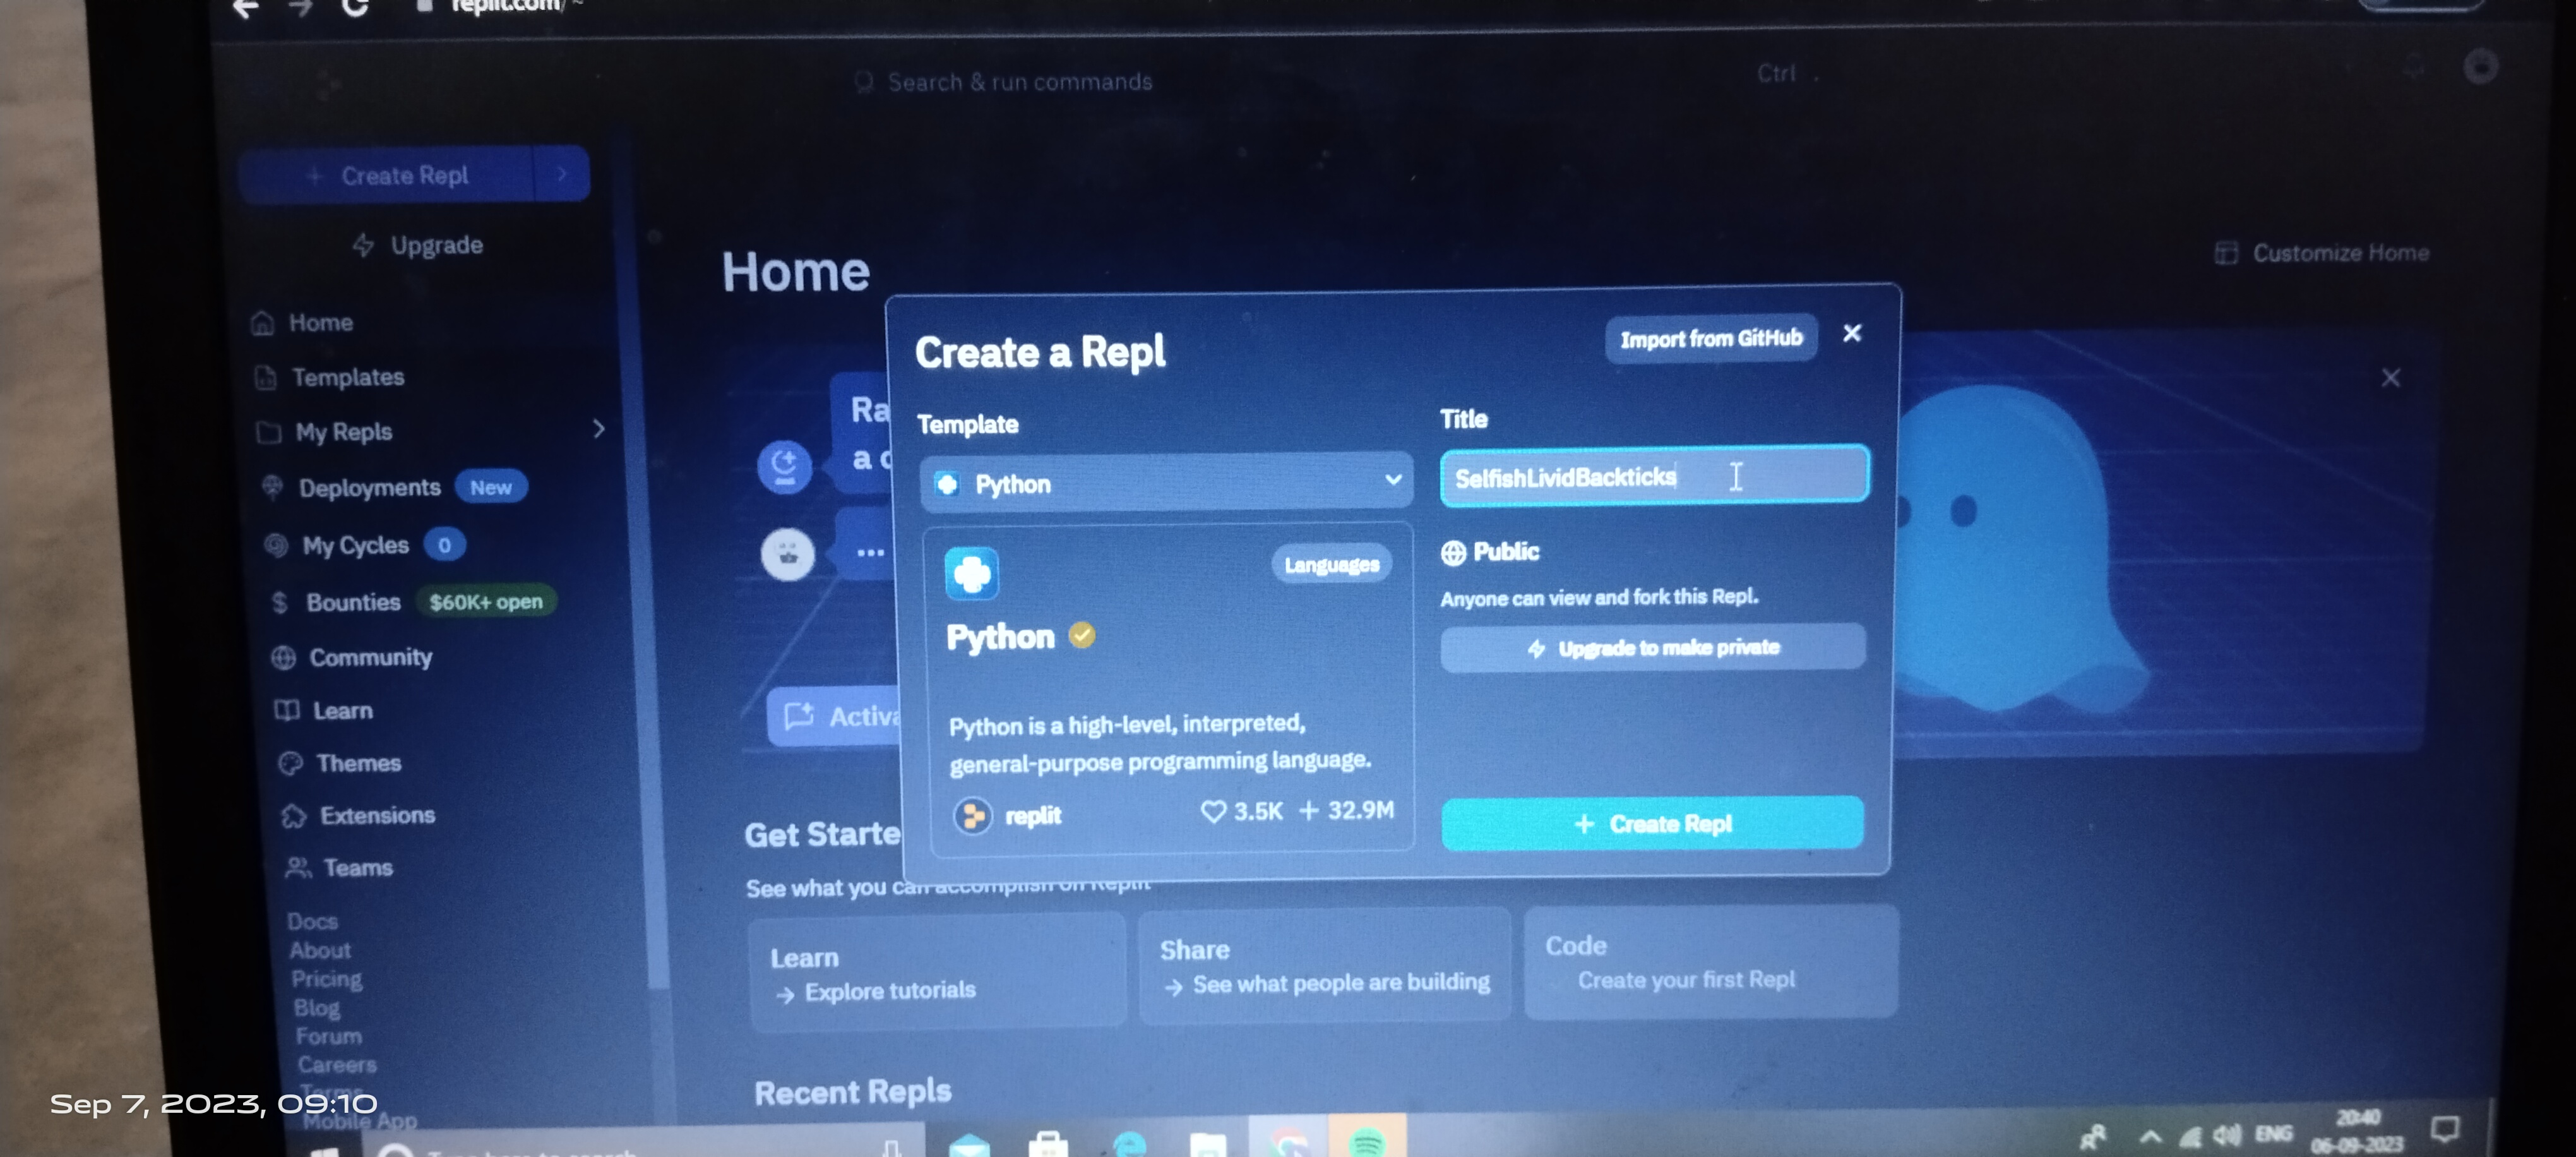 replit.com/~
Search & run commands
Ctrl .
+ Create Repl
Upgrade
Home
Templates
My Repls
Deployments New
My Cycles 0
$ Bounties $60K+ open
Community
Learn
Themes
Extensions
Teams
Docs
About
Pricing
Blog
Forum
Careers
Mobile App
Home
Customize Home
Ra
a c
...
Activa
Create a Repl
Import from GitHub
×
Template
Python
Python
Languages
Python is a high-level, interpreted,
general-purpose programming language.
replit
3.5K + 32.9M
Title
SelfishLividBackticks
Public
Anyone can view and fork this Repl.
Upgrade to make private
+ Create Repl
Get Starte
See what you can accomplish on Replit
Learn
→ Explore tutorials
Share
→ See what people are building
Code
Create your first Repl
Recent Repls
ENG
20:40
06-09-2023
Sep 7, 2023, 09:10